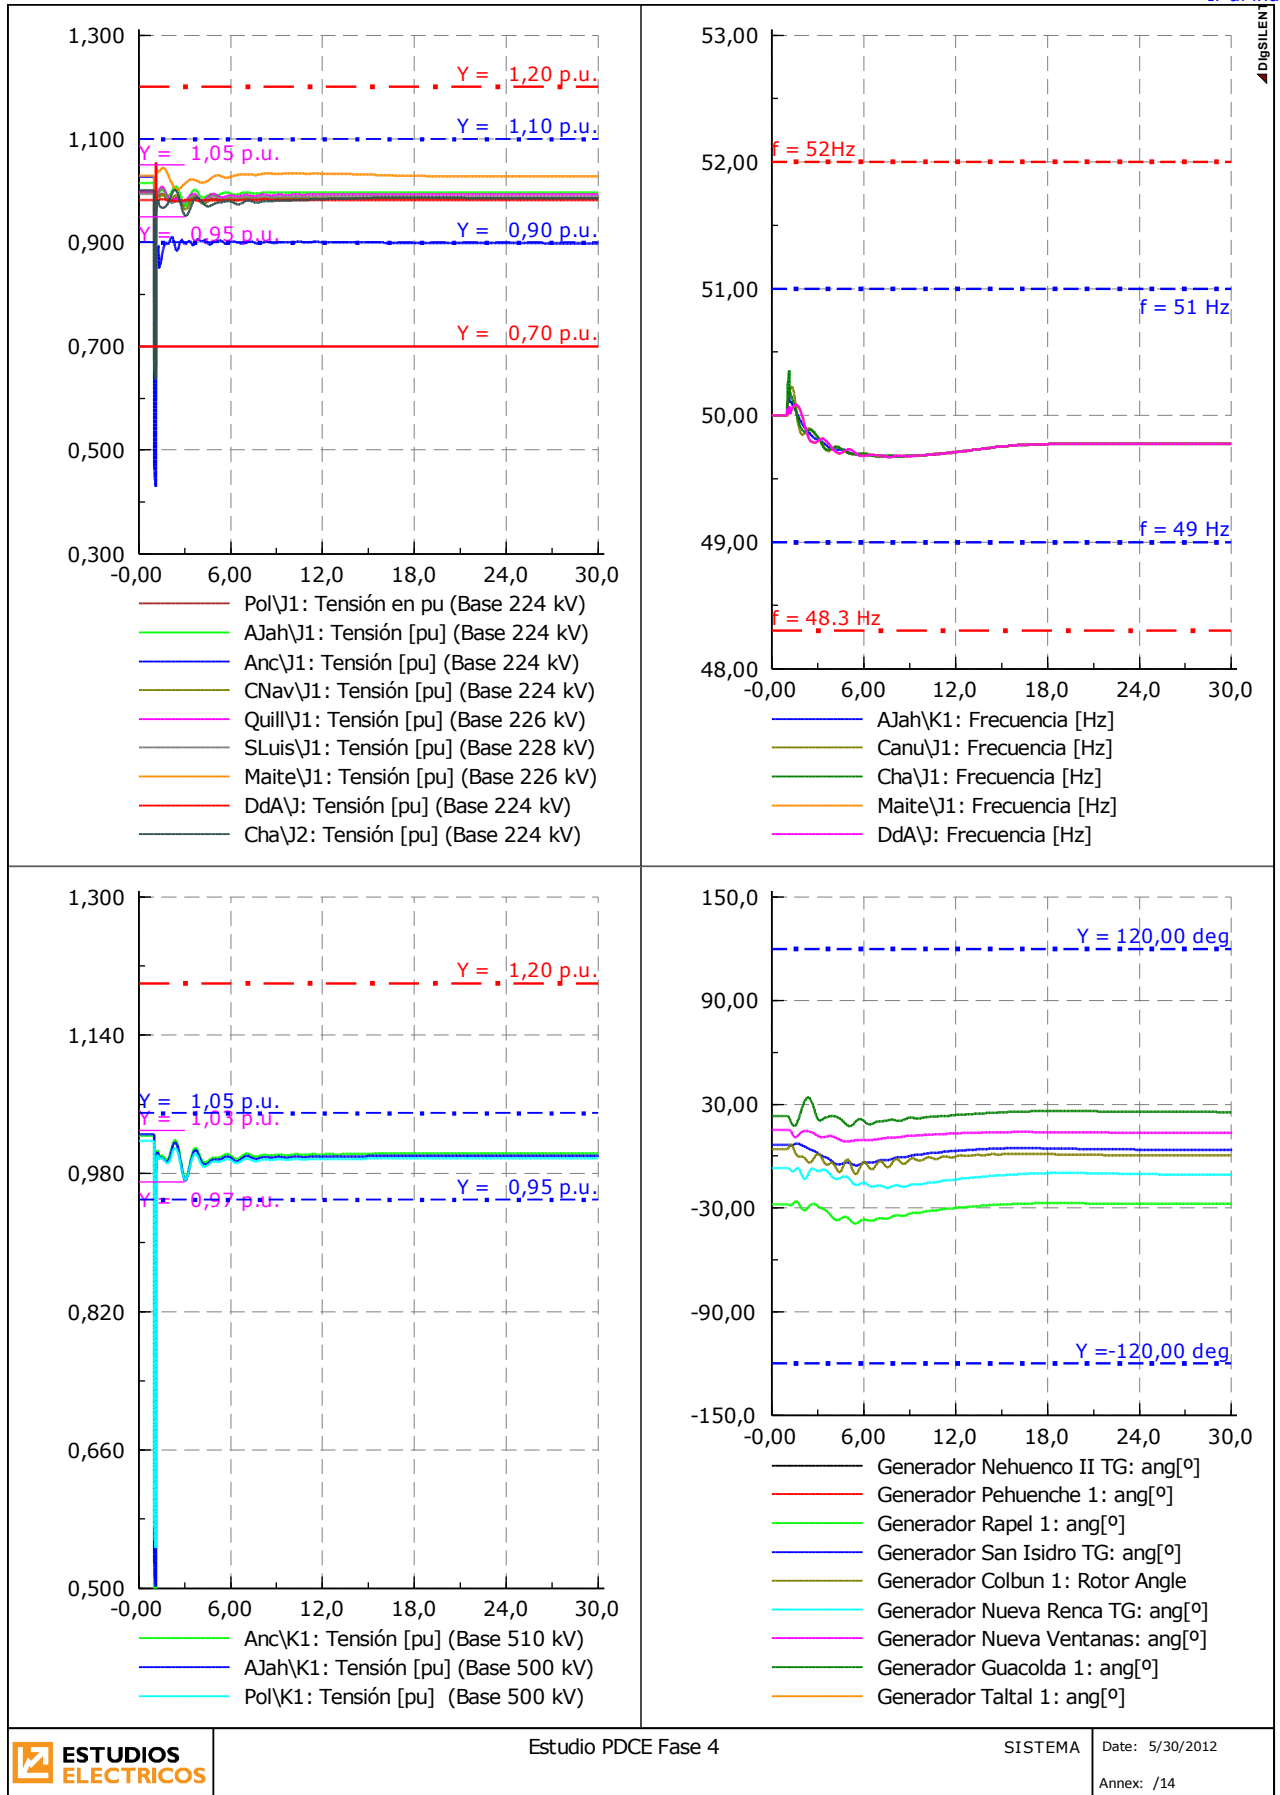 DIgSILENT
1,300
1,100
0,900
0,700
0,500
0,300
-0,00
6,00
12,0
18,0
24,0
30,0
Y = 1,20 p.u.
Y = 1,10 p.u.
Y = 1,05 p.u.
Y = 0,95 p.u.
Y = 0,90 p.u.
Y = 0,70 p.u.
Pol\J1: Tensión en pu (Base 224 kV)
AJah\J1: Tensión [pu] (Base 224 kV)
Anc\J1: Tensión [pu] (Base 224 kV)
CNav\J1: Tensión [pu] (Base 224 kV)
Quill\J1: Tensión [pu] (Base 226 kV)
SLuis\J1: Tensión [pu] (Base 228 kV)
Maite\J1: Tensión [pu] (Base 226 kV)
DdA\J: Tensión [pu] (Base 224 kV)
Cha\J2: Tensión [pu] (Base 224 kV)
53,00
52,00
51,00
50,00
49,00
48,00
-0,00
6,00
12,0
18,0
24,0
30,0
f = 52Hz
f = 51 Hz
f = 49 Hz
f = 48.3 Hz
AJah\K1: Frecuencia [Hz]
Canu\J1: Frecuencia [Hz]
Cha\J1: Frecuencia [Hz]
Maite\J1: Frecuencia [Hz]
DdA\J: Frecuencia [Hz]
1,300
1,140
0,980
0,820
0,660
0,500
-0,00
6,00
12,0
18,0
24,0
30,0
Y = 1,20 p.u.
Y = 1,05 p.u.
Y = 1,03 p.u.
Y = 0,97 p.u.
Y = 0,95 p.u.
Anc\K1: Tensión [pu] (Base 510 kV)
AJah\K1: Tensión [pu] (Base 500 kV)
Pol\K1: Tensión [pu] (Base 500 kV)
150,0
90,00
30,00
-30,00
-90,00
-150,0
-0,00
6,00
12,0
18,0
24,0
30,0
Y = 120,00 deg
Y =-120,00 deg
Generador Nehuenco II TG: ang[º]
Generador Pehuenche 1: ang[º]
Generador Rapel 1: ang[º]
Generador San Isidro TG: ang[º]
Generador Colbun 1: Rotor Angle
Generador Nueva Renca TG: ang[º]
Generador Nueva Ventanas: ang[º]
Generador Guacolda 1: ang[º]
Generador Taltal 1: ang[º]
ESTUDIOS
ELECTRICOS
Estudio PDCE Fase 4
SISTEMA
Date: 5/30/2012
Annex: /14